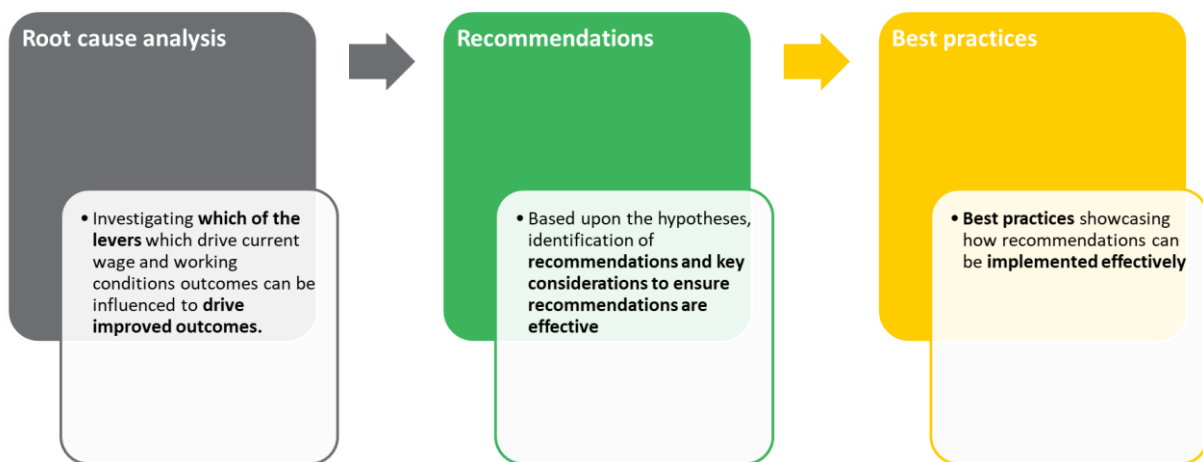 Root cause analysis
• Investigating which of the
levers which drive current
wage and working
conditions outcomes can be
influenced to drive
improved outcomes.
Recommendations
• Based upon the hypotheses,
identification of
recommendations and key
considerations to ensure
recommendations are
effective
Best practices
• Best practices showcasing
how recommendations can
be implemented effectively